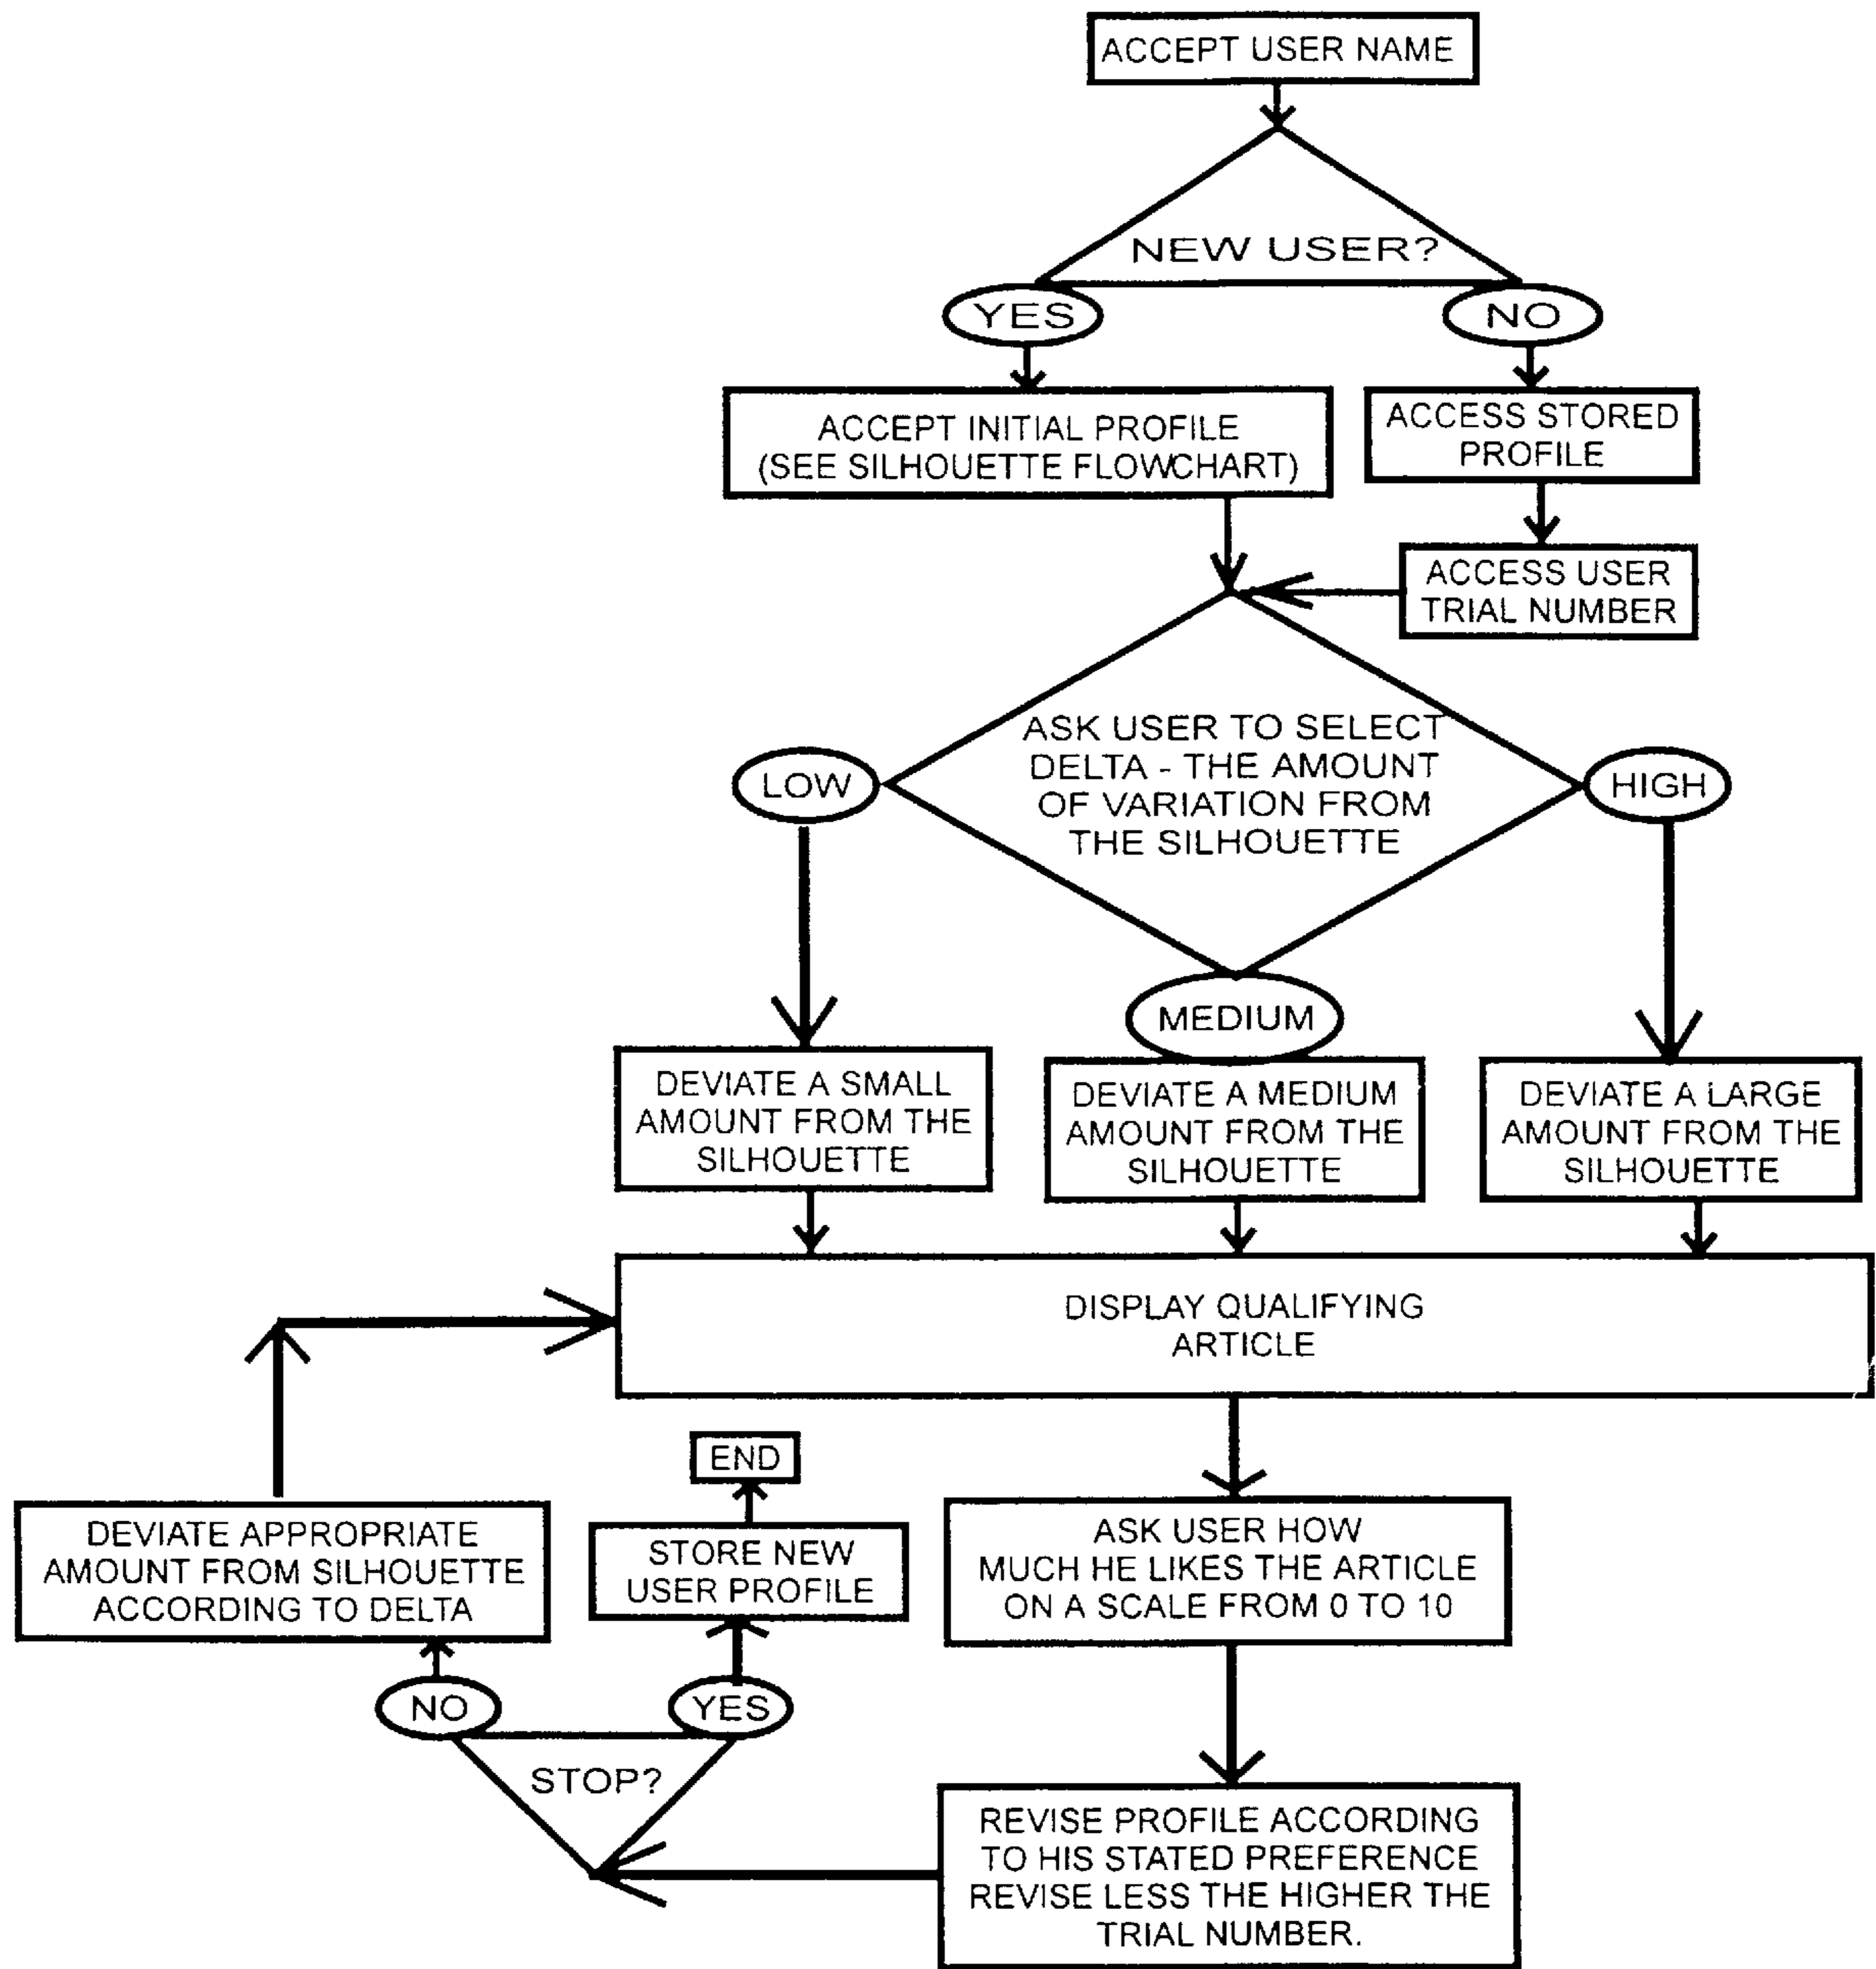 ACCEPT USER NAME
NEW USER?
YES
NO
ACCEPT INITIAL PROFILE
(SEE SILHOUETTE FLOWCHART)
ACCESS STORED
PROFILE
ACCESS USER
TRIAL NUMBER
ASK USER TO SELECT
DELTA - THE AMOUNT
OF VARIATION FROM
THE SILHOUETTE
LOW
HIGH
MEDIUM
DEVIATE A SMALL
AMOUNT FROM THE
SILHOUETTE
DEVIATE A MEDIUM
AMOUNT FROM THE
SILHOUETTE
DEVIATE A LARGE
AMOUNT FROM THE
SILHOUETTE
DISPLAY QUALIFYING
ARTICLE
ASK USER HOW
MUCH HE LIKES THE ARTICLE
ON A SCALE FROM 0 TO 10
REVISE PROFILE ACCORDING
TO HIS STATED PREFERENCE
REVISE LESS THE HIGHER THE
TRIAL NUMBER.
STOP?
NO
YES
DEVIATE APPROPRIATE
AMOUNT FROM SILHOUETTE
ACCORDING TO DELTA
STORE NEW
USER PROFILE
END